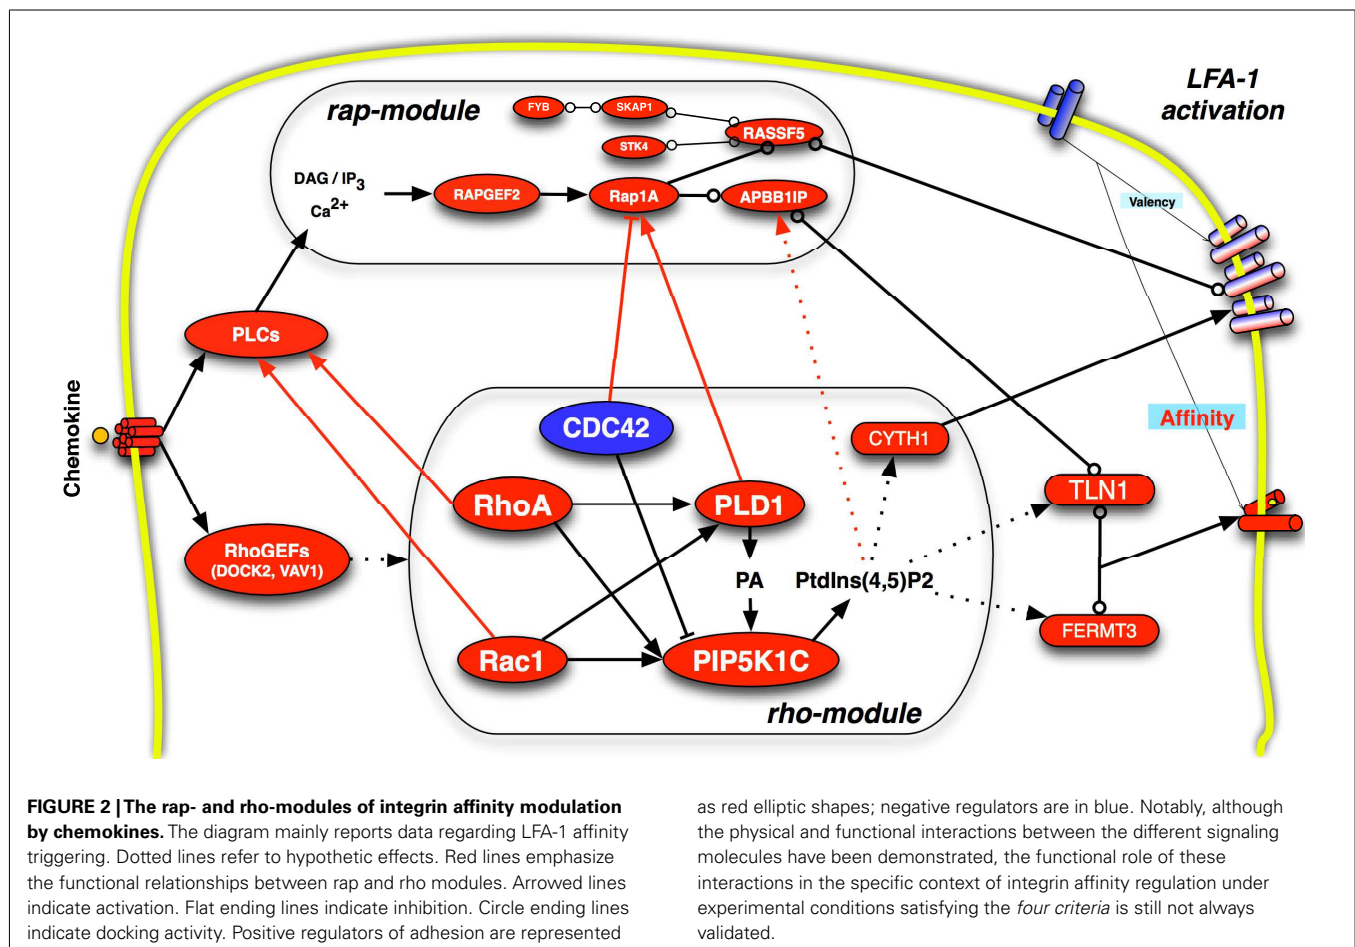 LFA-1
activation
rap-module
FYB
SKAP1
RASSF5
STK4
DAG / IP3
Ca2+
RAPGEF2
Rap1A
APBB1IP
Valency
PLCs
Chemokine
CDC42
CYTH1
Affinity
RhoA
PLD1
TLN1
RhoGEFs
(DOCK2, VAV1)
PA
PtdIns(4,5)P2
FERMT3
Rac1
PIP5K1C
rho-module
FIGURE 2 | The rap- and rho-modules of integrin affinity modulation
by chemokines. The diagram mainly reports data regarding LFA-1 affinity
triggering. Dotted lines refer to hypothetic effects. Red lines emphasize
the functional relationships between rap and rho modules. Arrowed lines
indicate activation. Flat ending lines indicate inhibition. Circle ending lines
indicate docking activity. Positive regulators of adhesion are represented
as red elliptic shapes; negative regulators are in blue. Notably, although
the physical and functional interactions between the different signaling
molecules have been demonstrated, the functional role of these
interactions in the specific context of integrin affinity regulation under
experimental conditions satisfying the four criteria is still not always
validated.